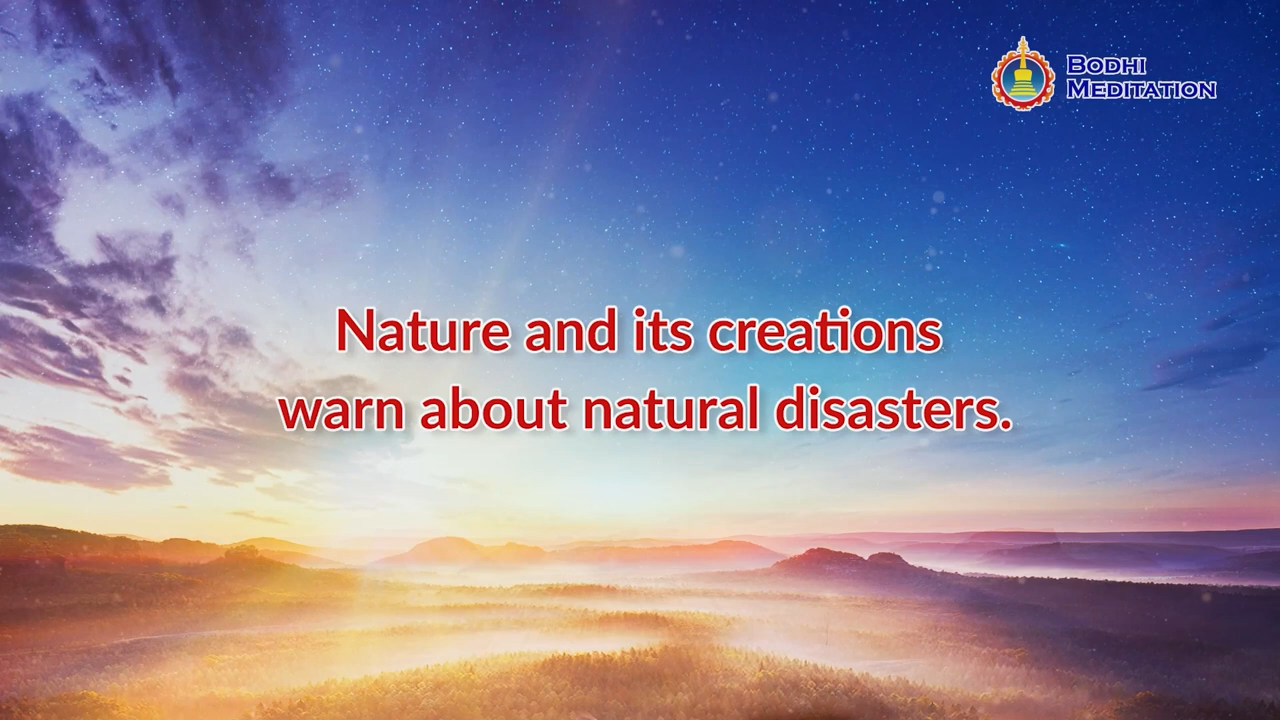 BODHI
MEDITATION
Nature and its creations
warn about natural disasters.